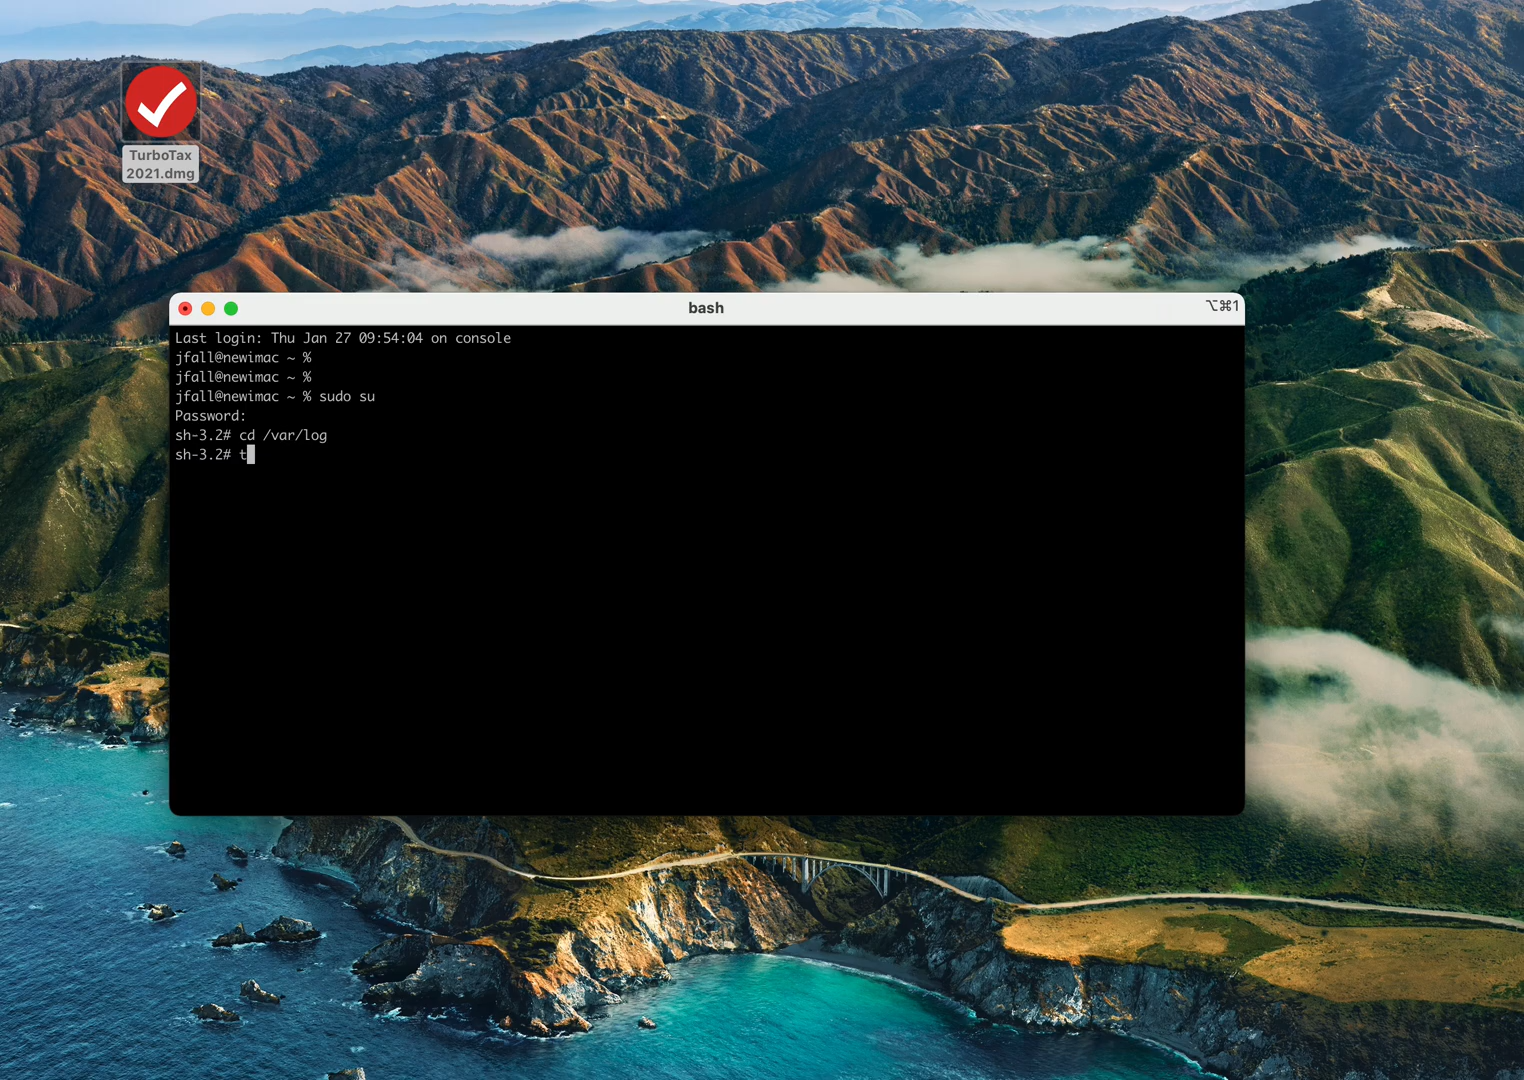 TurboTax
2021.dmg
bash
⌥⌘1
Last login: Thu Jan 27 09:54:04 on console
jfall@newimac ~ %
jfall@newimac ~ %
jfall@newimac ~ % sudo su
Password:
sh-3.2# cd /var/log
sh-3.2# t